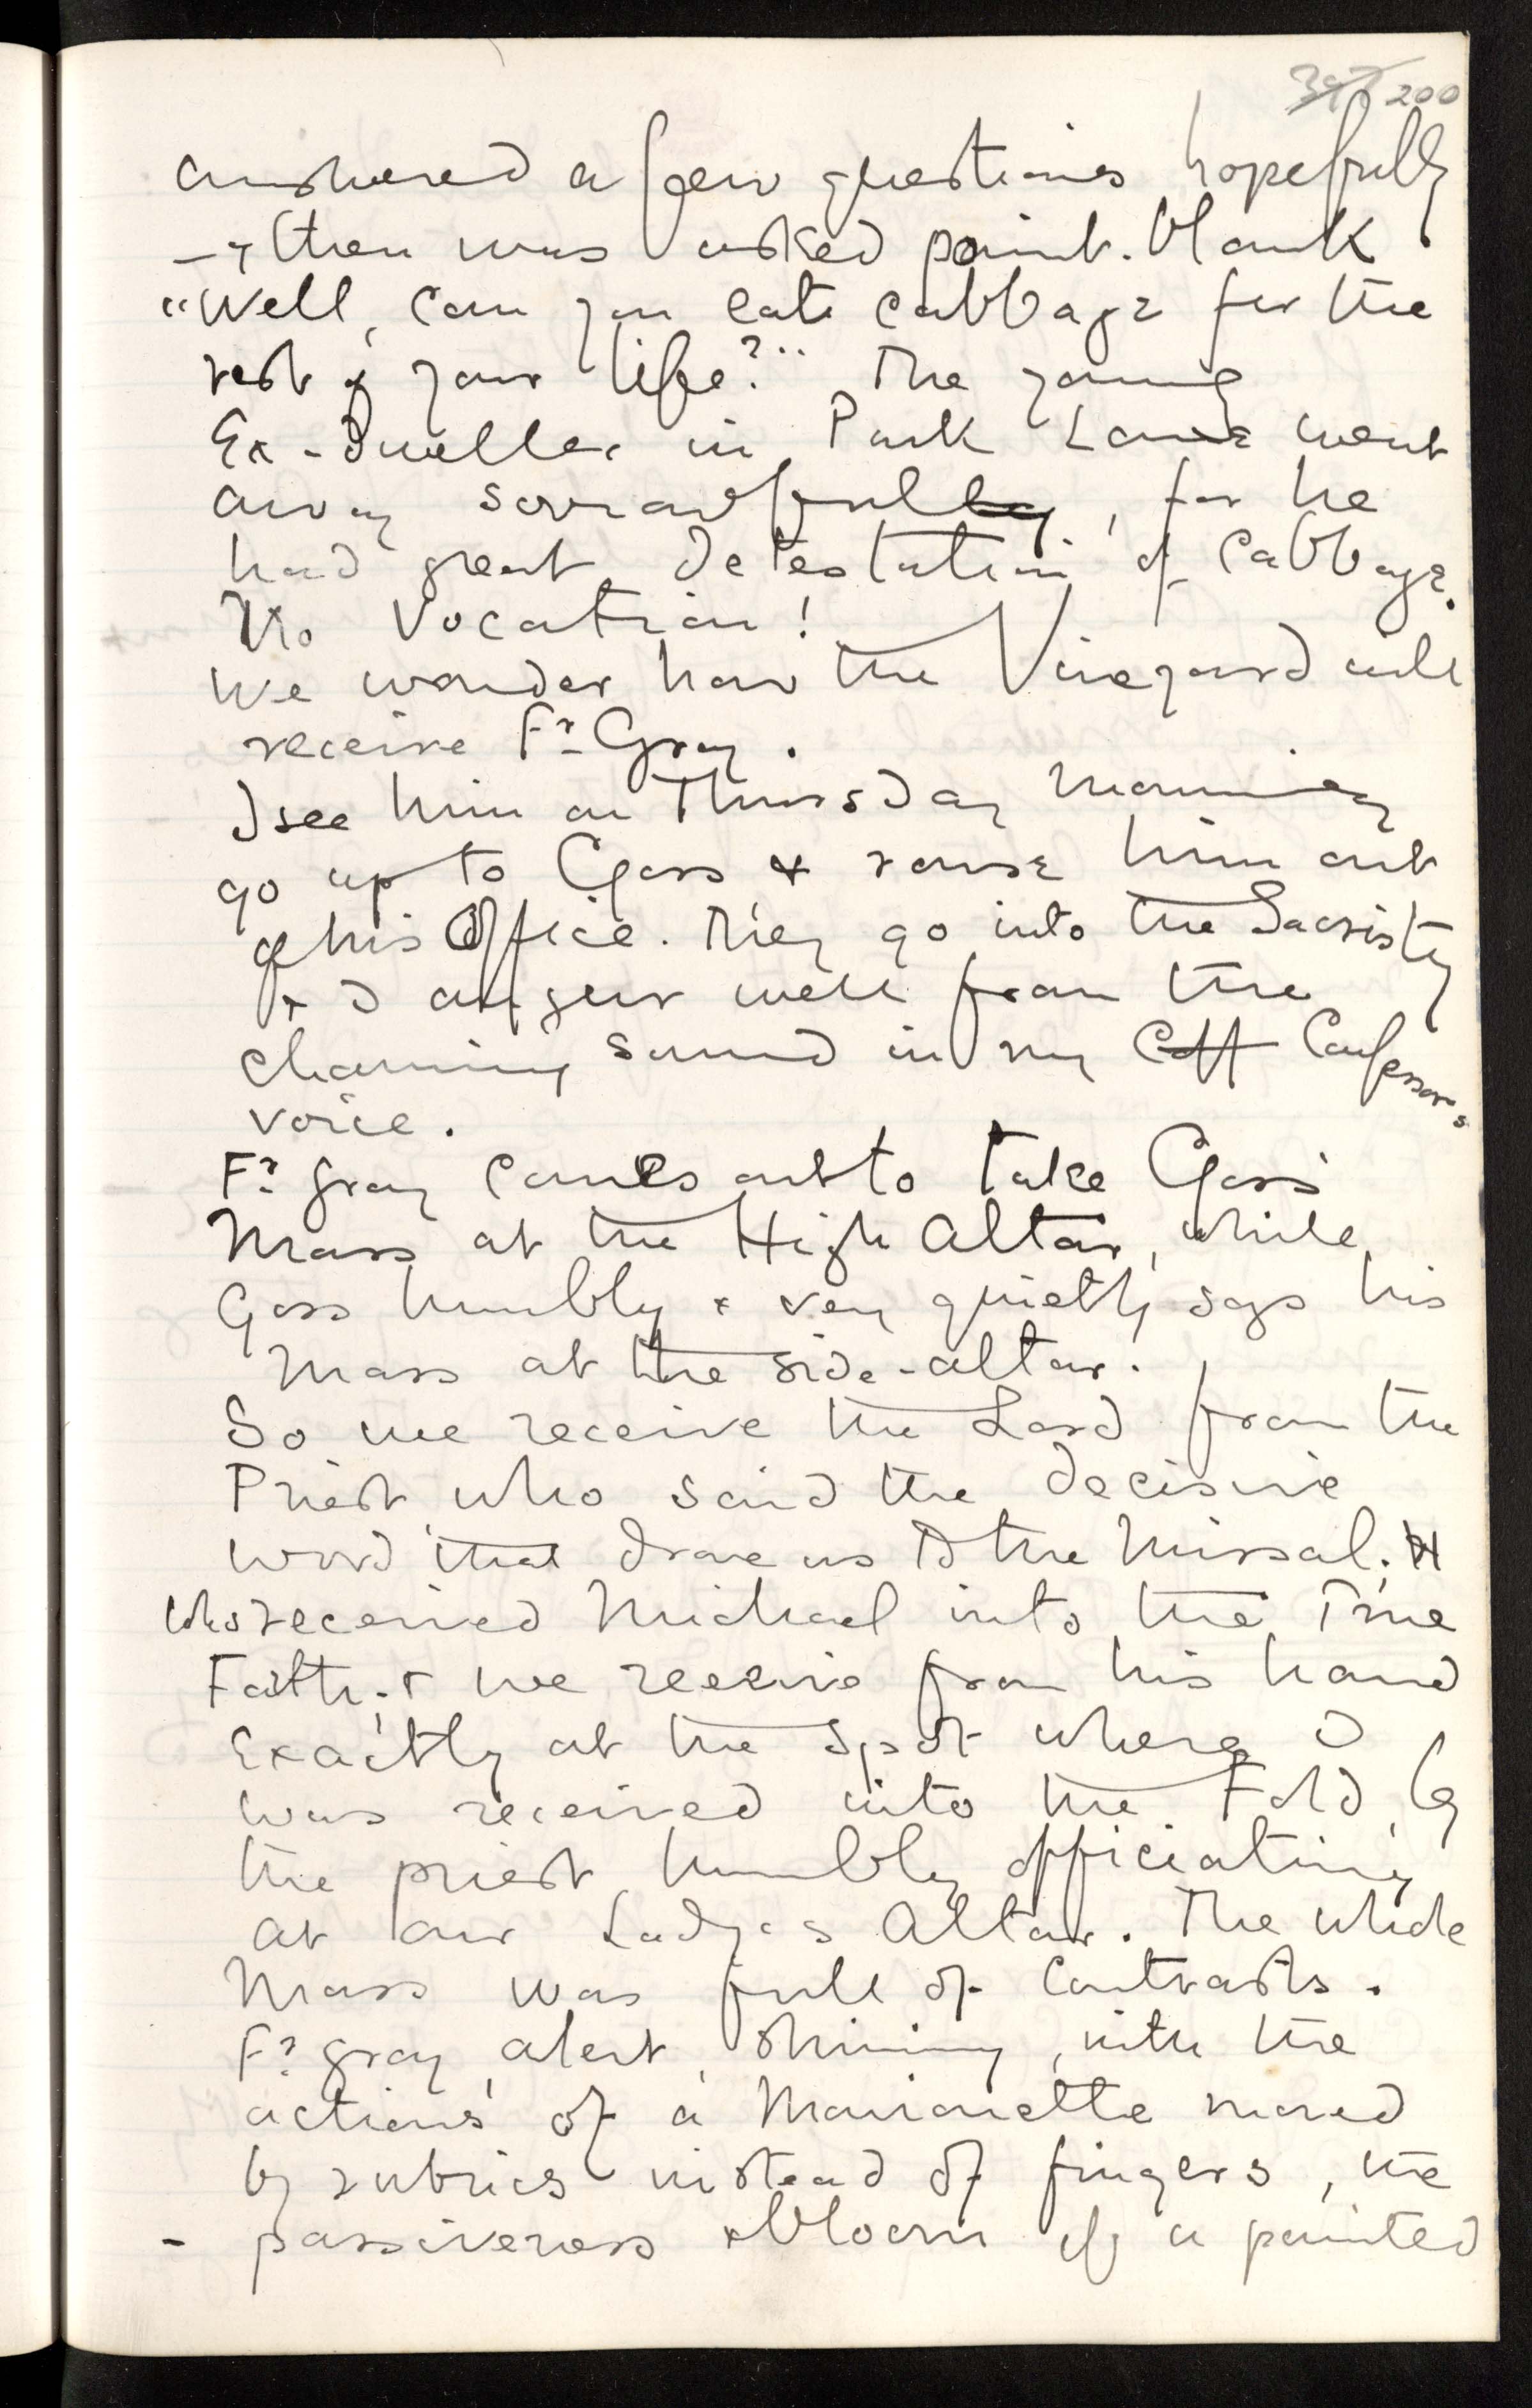 397 200
answered a few questions hopefully
— & then was asked point-blank
"Well, can you eat cabbage for the
rest of your life?" The young
Ex-dweller in Park Lane went
away sorrowfully, for he
had great detestation of cabbage.
No Vocation!
We wonder how the Vineyard will
receive Fr Gray.
I see him on Thursday morning
go up to Goss & rouse him out
of his Office. They go into the Sacristy
& I augur well from the
charming sound in my Coff Confessor's
voice.
Fr Gray comes out to take Goss'
Mass at the High Altar, while
Goss humbly & very quietly says his
Mass at the side-altar.
So we receive the Lord from the
Priest who said the decisive
word that drove us to the Missal; H
who received Michael into the True
Faith; & we receive from his hand
exactly at the spot where I
was received into the Fold by
the priest humbly officiating
at our Ladye's Altar. The whole
Mass was full of contrasts.
Fr Gray, alert, shining, with the
actions of a Marionette moved
by rubrics instead of fingers, the
- passiveness & bloom of a painted